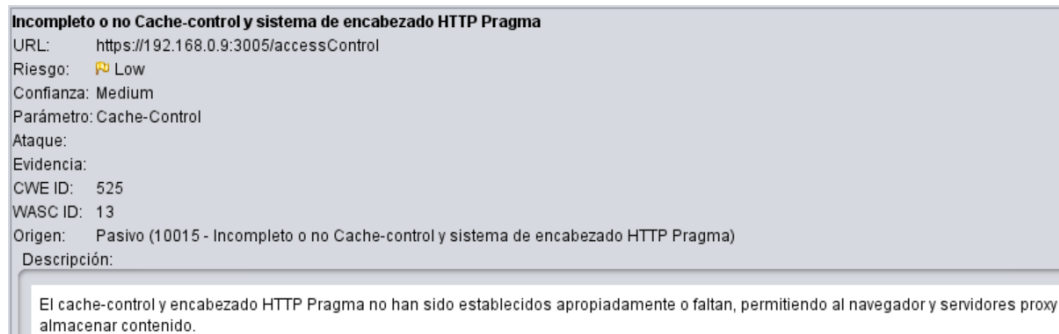 Incompleto o no Cache-control y sistema de encabezado HTTP Pragma
URL: https://192.168.0.9:3005/accessControl
Riesgo: Low
Confianza: Medium
Parámetro: Cache-Control
Ataque:
Evidencia:
CWE ID: 525
WASC ID: 13
Origen: Pasivo (10015 - Incompleto o no Cache-control y sistema de encabezado HTTP Pragma)
Descripción:
El cache-control y encabezado HTTP Pragma no han sido establecidos apropiadamente o faltan, permitiendo al navegador y servidores proxy
almacenar contenido.